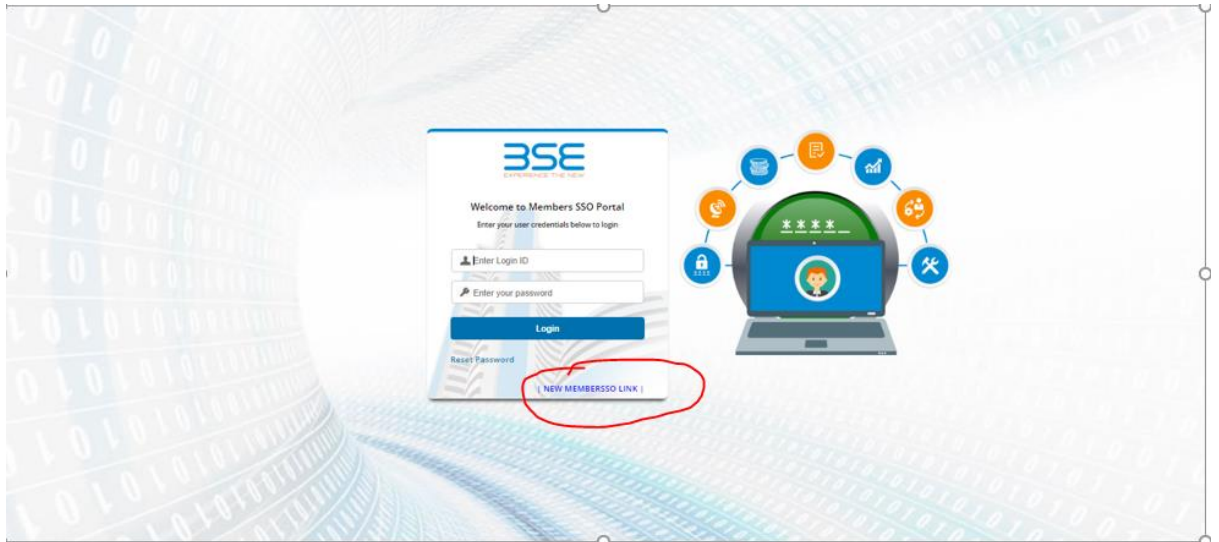 BSE
EXPERIENCE THE NEW
Welcome to Members SSO Portal
Enter your user credentials below to login
Enter Login ID
Enter your password
Login
Reset Password
| NEW MEMBERSSO LINK |
****_